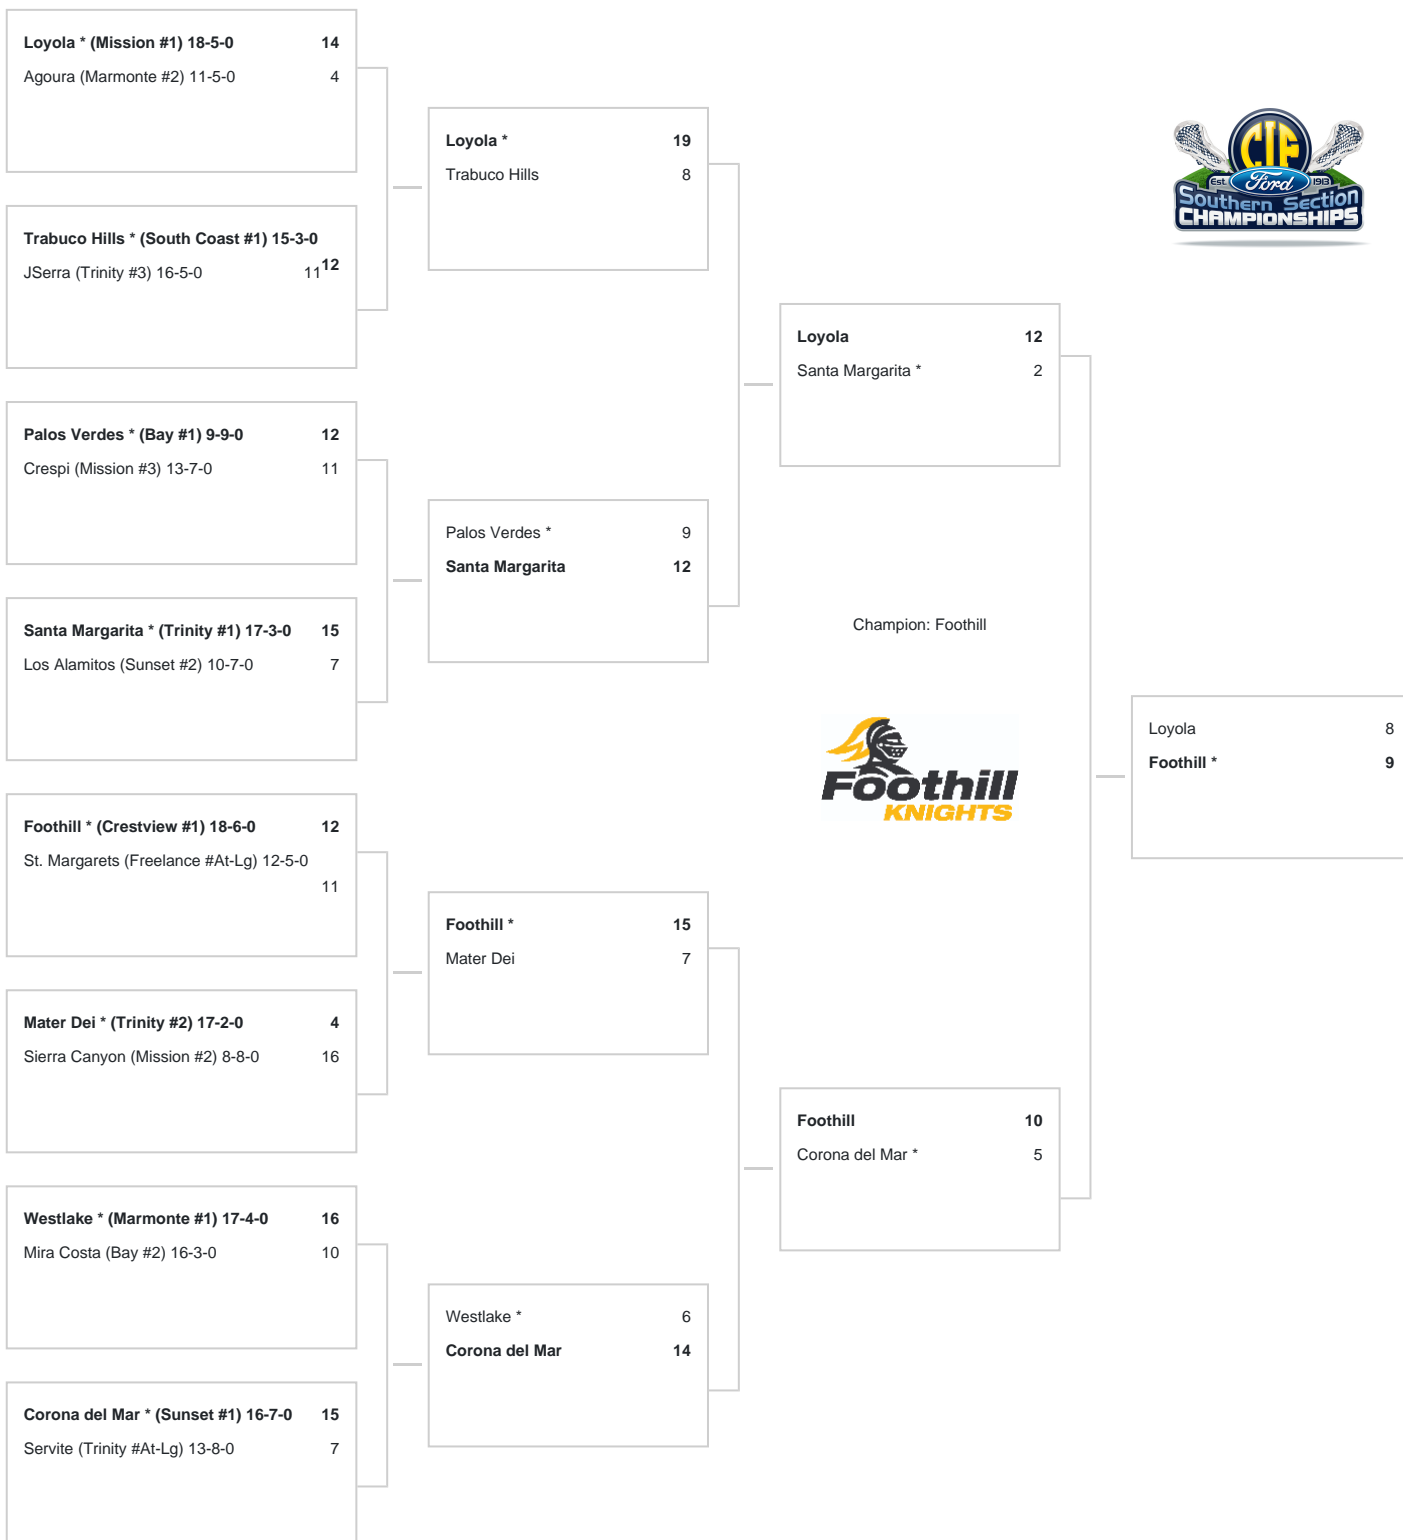 Loyola * (Mission #1) 18-5-0 14
Agoura (Marmonte #2) 11-5-0 4
Trabuco Hills * (South Coast #1) 15-3-0
12
JSerra (Trinity #3) 16-5-0 11
Palos Verdes * (Bay #1) 9-9-0 12
Crespi (Mission #3) 13-7-0 11
Santa Margarita * (Trinity #1) 17-3-0 15
Los Alamitos (Sunset #2) 10-7-0 7
Foothill * (Crestview #1) 18-6-0 12
St. Margarets (Freelance #At-Lg) 12-5-0
11
Mater Dei * (Trinity #2) 17-2-0 4
Sierra Canyon (Mission #2) 8-8-0 16
Westlake * (Marmonte #1) 17-4-0 16
Mira Costa (Bay #2) 16-3-0 10
Corona del Mar * (Sunset #1) 16-7-0 15
Servite (Trinity #At-Lg) 13-8-0 7
Loyola * 19
Trabuco Hills 8
Palos Verdes * 9
Santa Margarita 12
Foothill * 15
Mater Dei 7
Westlake * 6
Corona del Mar 14
Loyola 12
Santa Margarita * 2
Champion: Foothill
Foothill
KNIGHTS
Foothill 10
Corona del Mar * 5
CIF
Est. Ford 1913
Southern Section
CHAMPIONSHIPS
Loyola 8
Foothill * 9